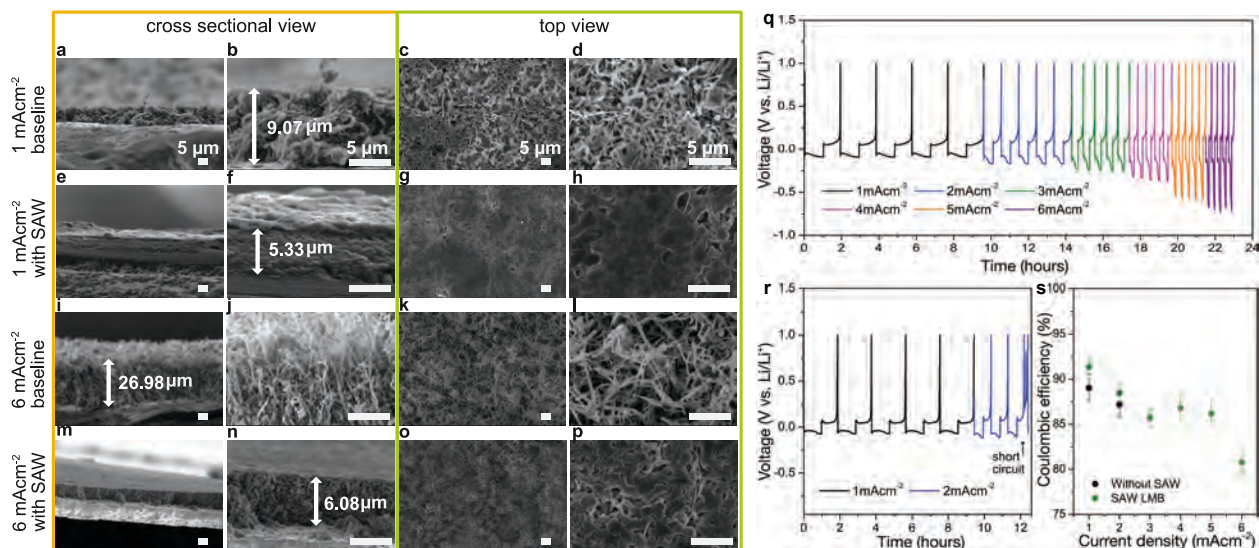 cross sectional view
top view
1 mAcm-2
baseline
a
5 μm
b
9.07 μm
5 μm
c
5 μm
d
5 μm
1 mAcm-2
with SAW
e
f
5.33 μm
g
h
6 mAcm-2
baseline
i
26.98 μm
j
k
l
6 mAcm-2
with SAW
m
n
6.08 μm
o
p
q
Voltage (V vs. Li/Li+)
1.5
1.0
0.5
0.0
-0.5
-1.0
1mAcm-2
2mAcm-2
3mAcm-2
4mAcm-2
5mAcm-2
6mAcm-2
0 2 4 6 8 10 12 14 16 18 20 22 24
Time (hours)
r
Voltage (V vs. Li/Li+)
1.5
1.0
0.5
0.0
-0.5
short
circuit
1mAcm-2
2mAcm-2
0 2 4 6 8 10 12
Time (hours)
s
Coulombic efficiency (%)
100
95
90
85
80
75
Without SAW
SAW LMB
1 2 3 4 5 6
Current density (mAcm-2)